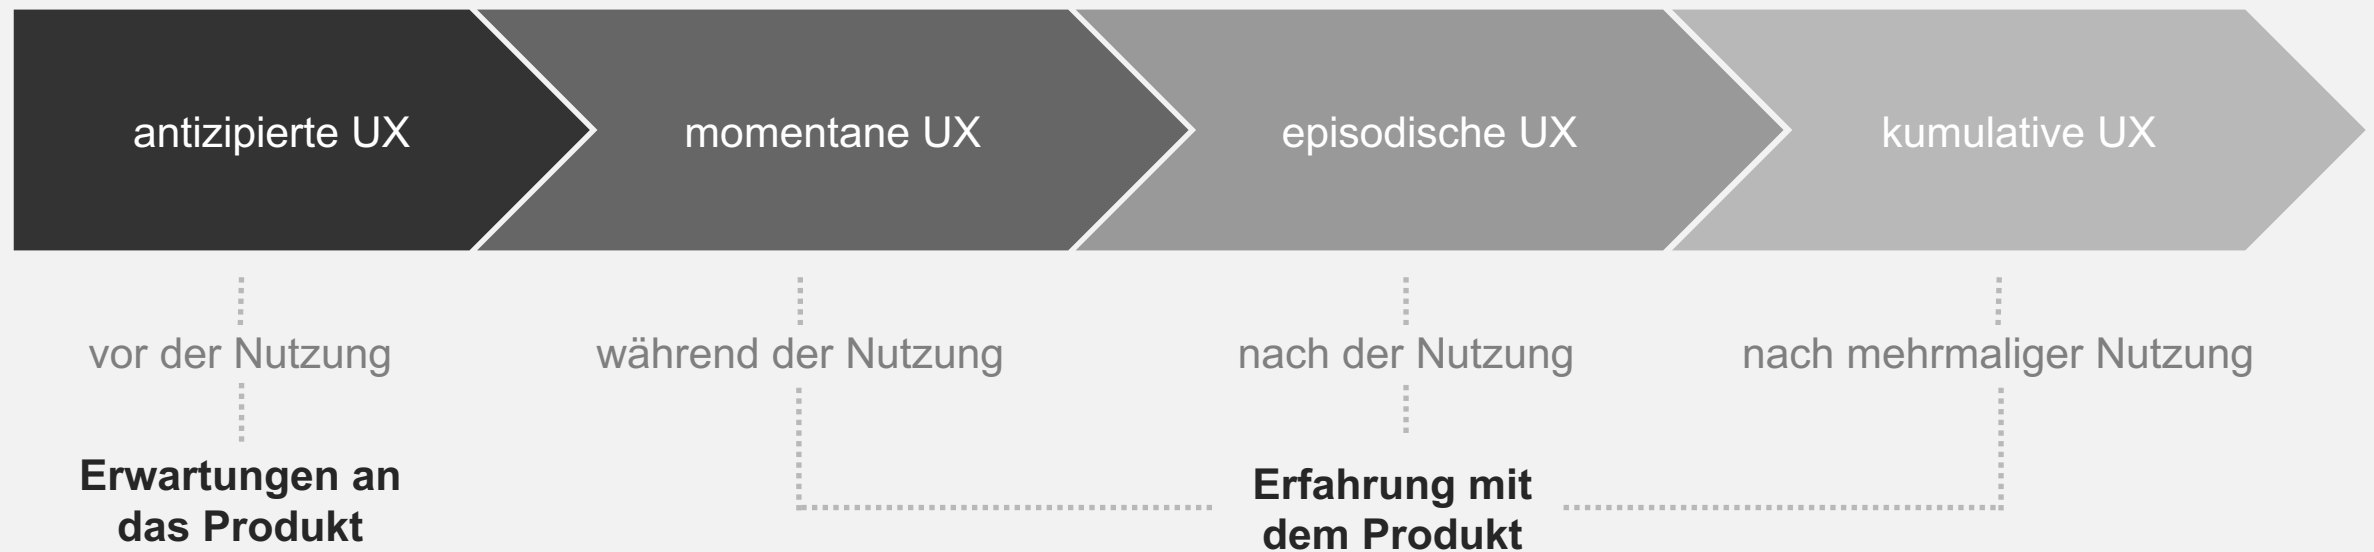 antizipierte UX
momentane UX
episodische UX
kumulative UX
vor der Nutzung
während der Nutzung
nach der Nutzung
nach mehrmaliger Nutzung
Erwartungen an
das Produkt
Erfahrung mit
dem Produkt